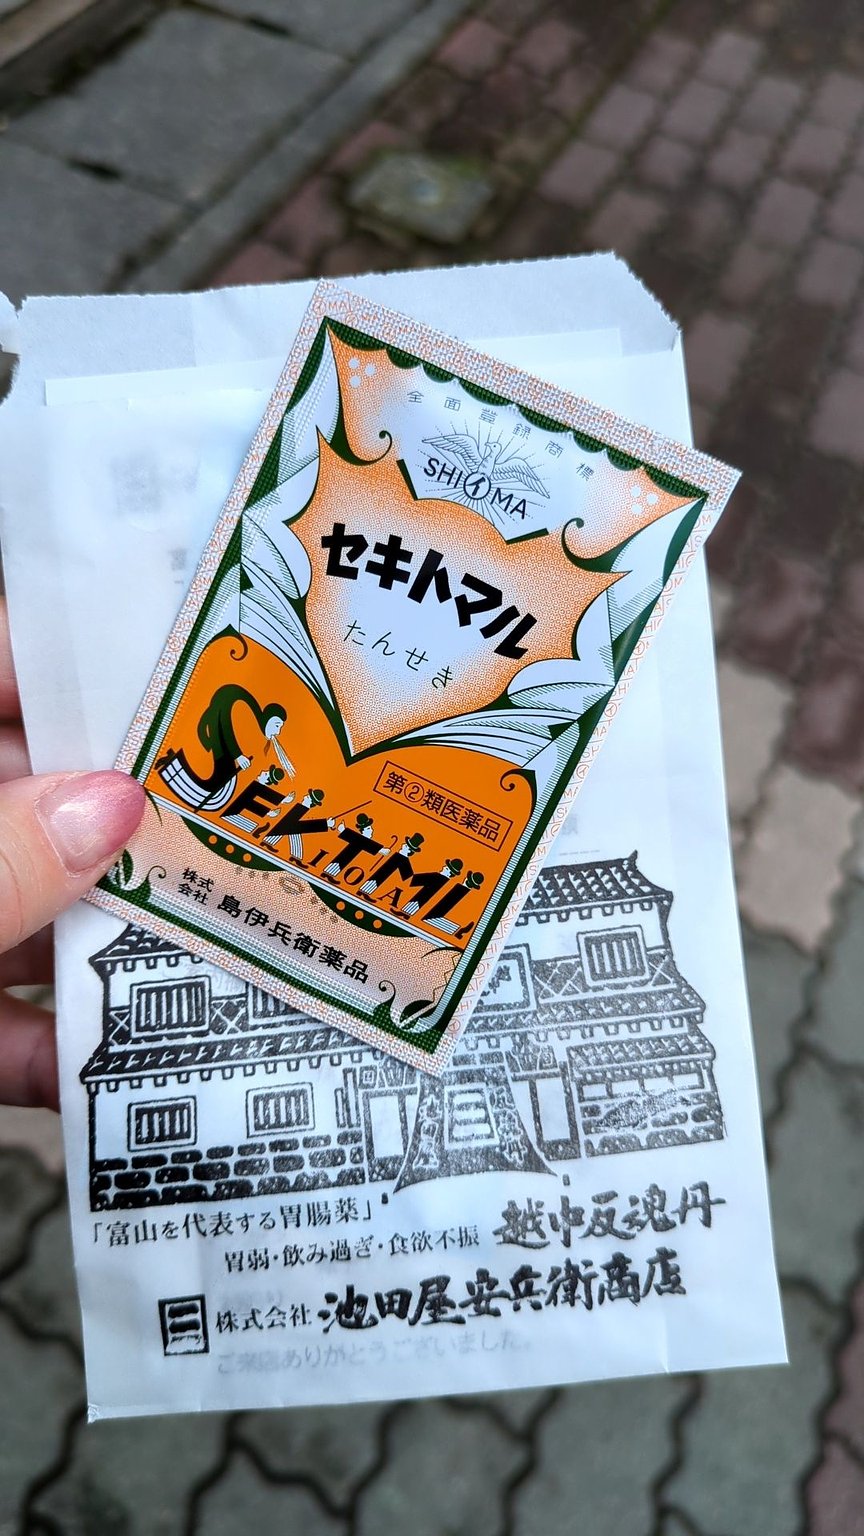 全面登録商標
SHIMA
セキトマル
たんせき
第②類医薬品
SEKITOMAL
株式会社 島伊兵衛薬品
「富山を代表する胃腸薬」
胃弱・飲み過ぎ・食欲不振 越中反魂丹
株式会社 池田屋安兵衛商店
ご来店ありがとうございました。